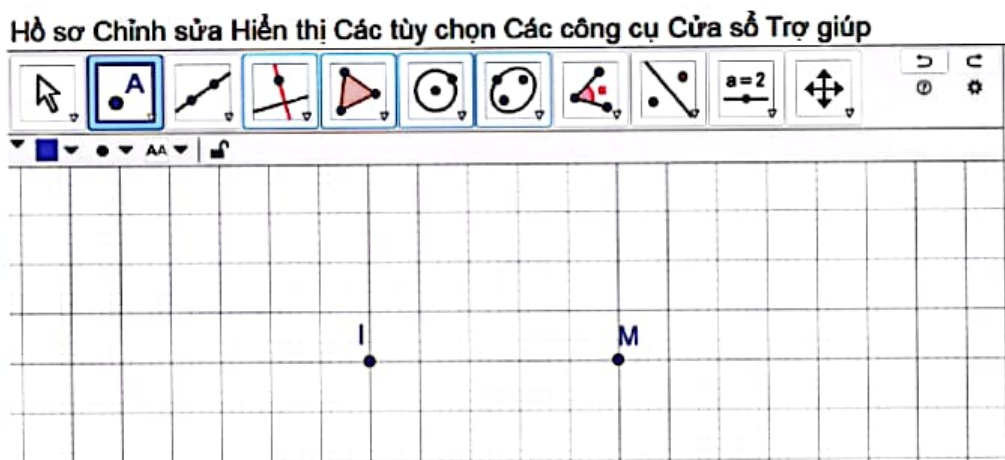 Hồ sơ Chỉnh sửa Hiển thị Các tùy chọn Các công cụ Cửa sổ Trợ giúp
A
a = 2
AA
I
M